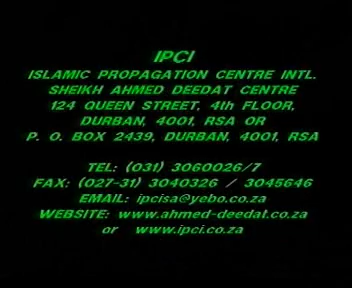 IPCI
ISLAMIC PROPAGATION CENTRE INTL.
SHEIKH AHMED DEEDAT CENTRE
124 QUEEN STREET, 4th FLOOR,
DURBAN, 4001, RSA OR
P. O. BOX 2439, DURBAN, 4001, RSA
TEL: (031) 3060026/7
FAX: (027-31) 3040326 / 3045646
EMAIL: ipcisa@yebo.co.za
WEBSITE: www.ahmed-deedat.co.za
or www.ipci.co.za